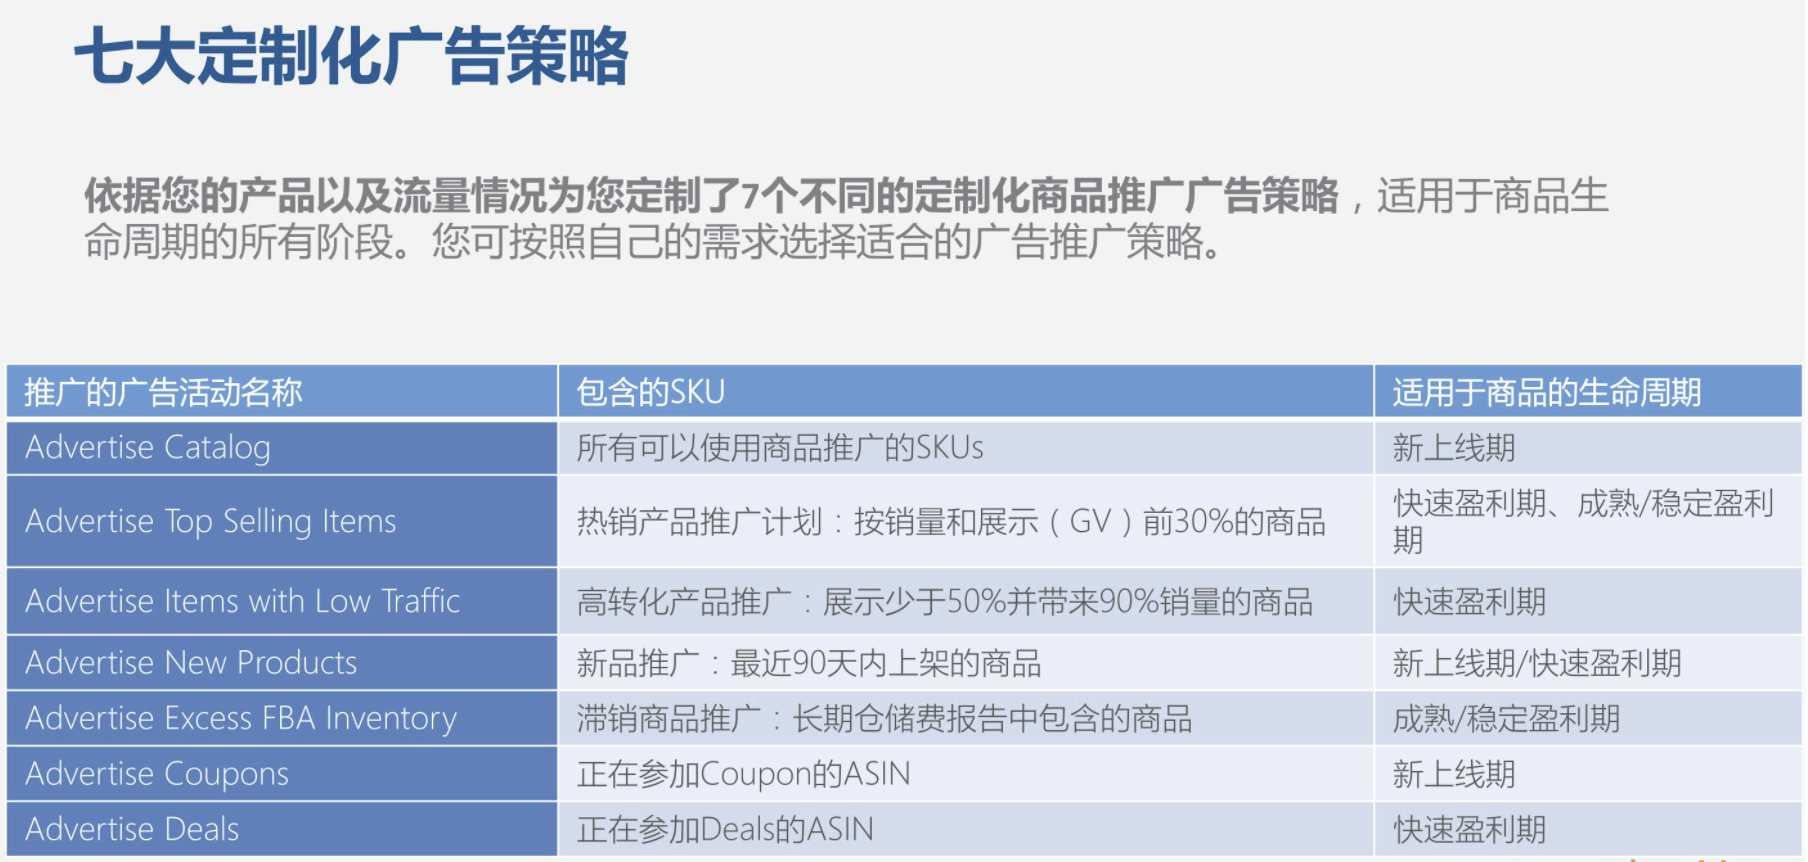 七大定制化广告策略
依据您的产品以及流量情况为您定制了7个不同的定制化商品推广广告策略，适用于商品生
命周期的所有阶段。您可按照自己的需求选择适合的广告推广策略。
推广的广告活动名称 包含的SKU 适用于商品的生命周期
Advertise Catalog 所有可以使用商品推广的SKUs 新上线期
Advertise Top Selling Items 热销产品推广计划：按销量和展示（GV）前30%的商品 快速盈利期、成熟/稳定盈利
期
Advertise Items with Low Traffic 高转化产品推广：展示少于50%并带来90%销量的商品 快速盈利期
Advertise New Products 新品推广：最近90天内上架的商品 新上线期/快速盈利期
Advertise Excess FBA Inventory 滞销商品推广：长期仓储费报告中包含的商品 成熟/稳定盈利期
Advertise Coupons 正在参加Coupon的ASIN 新上线期
Advertise Deals 正在参加Deals的ASIN 快速盈利期